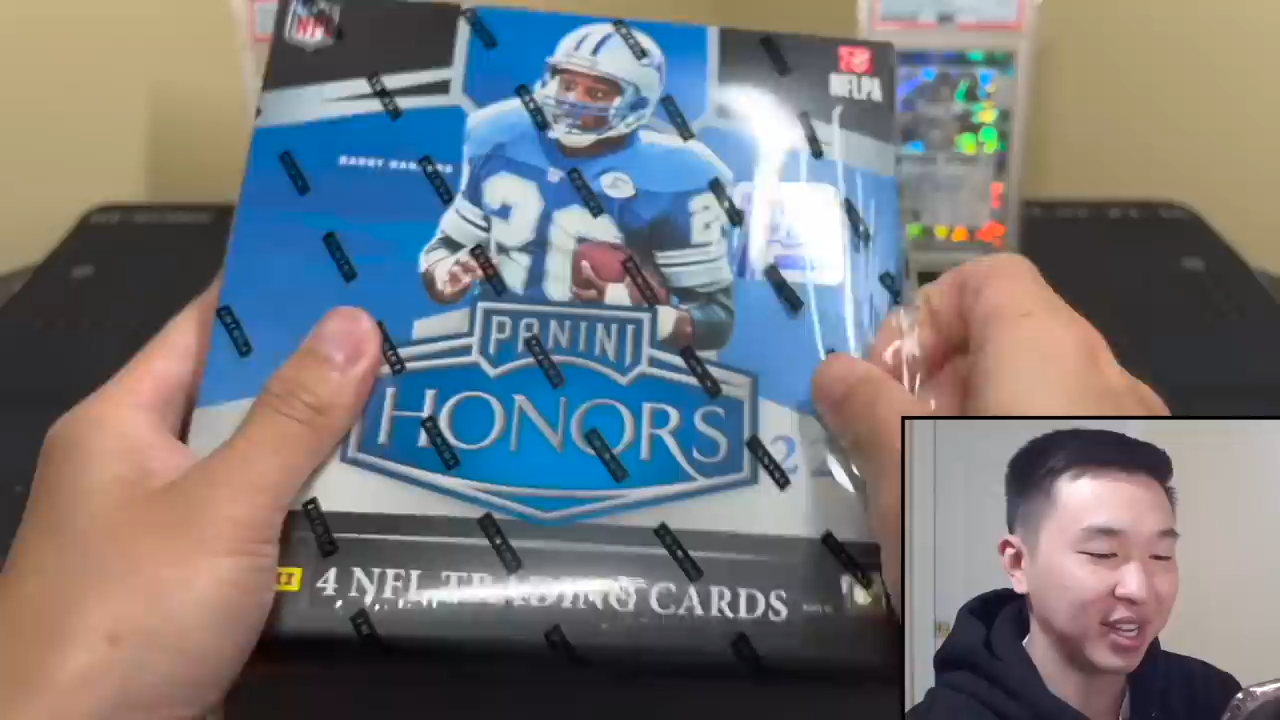 NFL
NFLPA
BARRY SANDERS
20
PANINI
HONORS
4 NFL TRADING CARDS